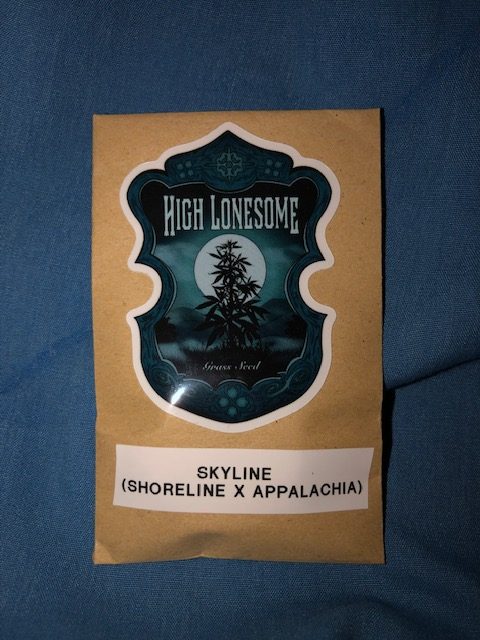 HIGH LONESOME
Grass Seed
SKYLINE
(SHORELINE X APPALACHIA)